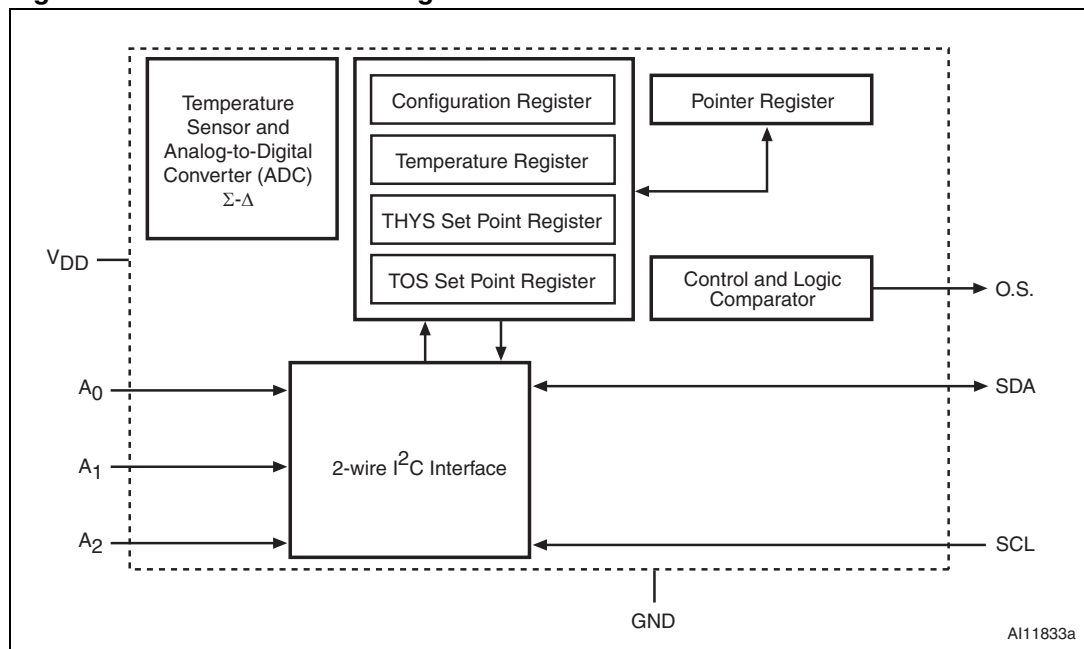 Temperature
Sensor and
Analog-to-Digital
Converter (ADC)
Σ-Δ
Configuration Register
Temperature Register
THYS Set Point Register
TOS Set Point Register
Pointer Register
Control and Logic
Comparator
VDD
O.S.
A0
A1
A2
2-wire I2C Interface
SDA
SCL
GND
AI11833a